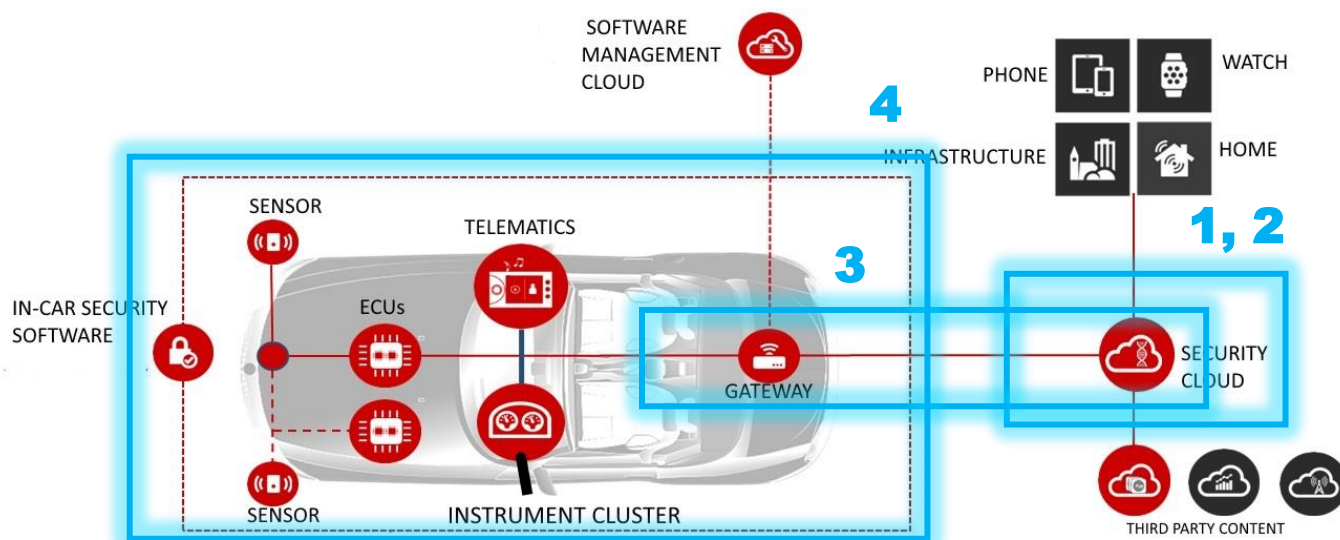 SOFTWARE
MANAGEMENT
CLOUD
PHONE
WATCH
4
INFRASTRUCTURE
HOME
SENSOR
TELEMATICS
1, 2
3
IN-CAR SECURITY
SOFTWARE
ECUs
SECURITY
CLOUD
GATEWAY
SENSOR
INSTRUMENT CLUSTER
THIRD PARTY CONTENT